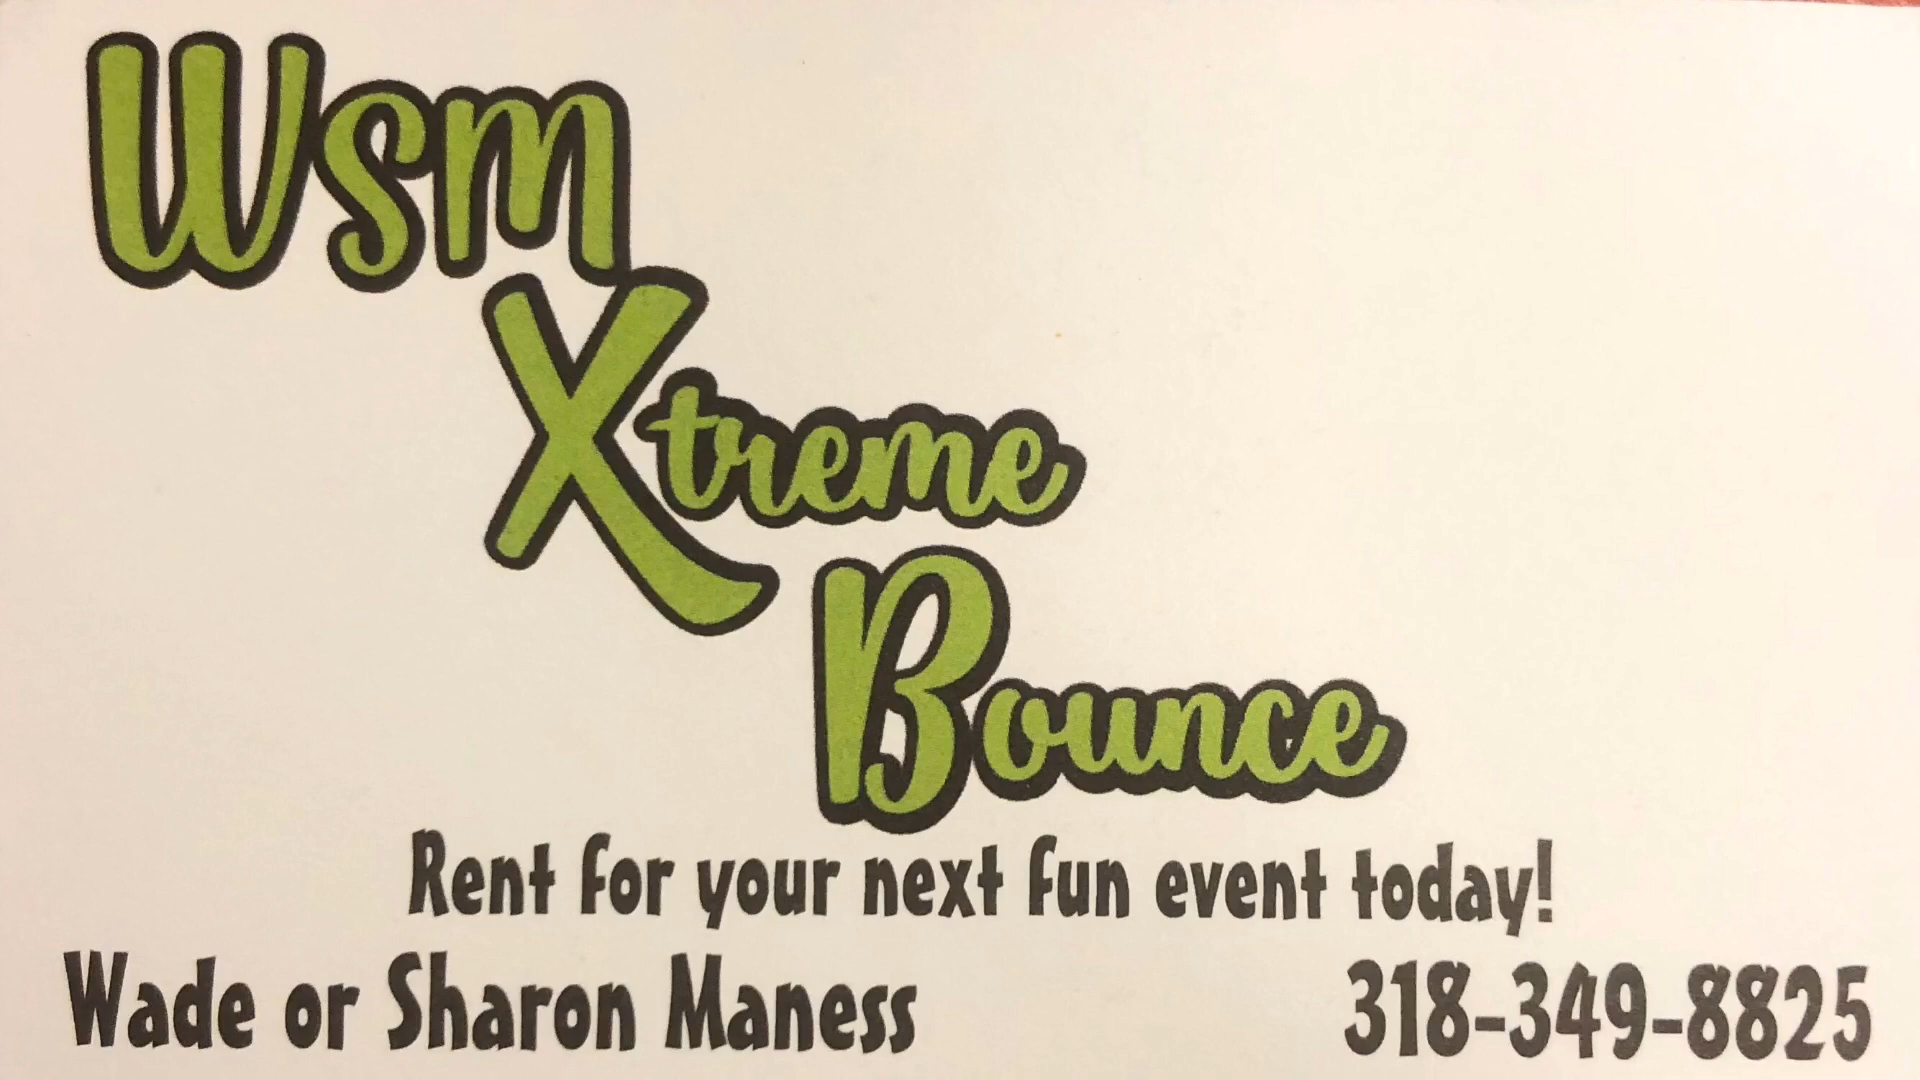 Wsm
Xtreme
Bounce
Rent for your next fun event today!
Wade or Sharon Maness 318-349-8825